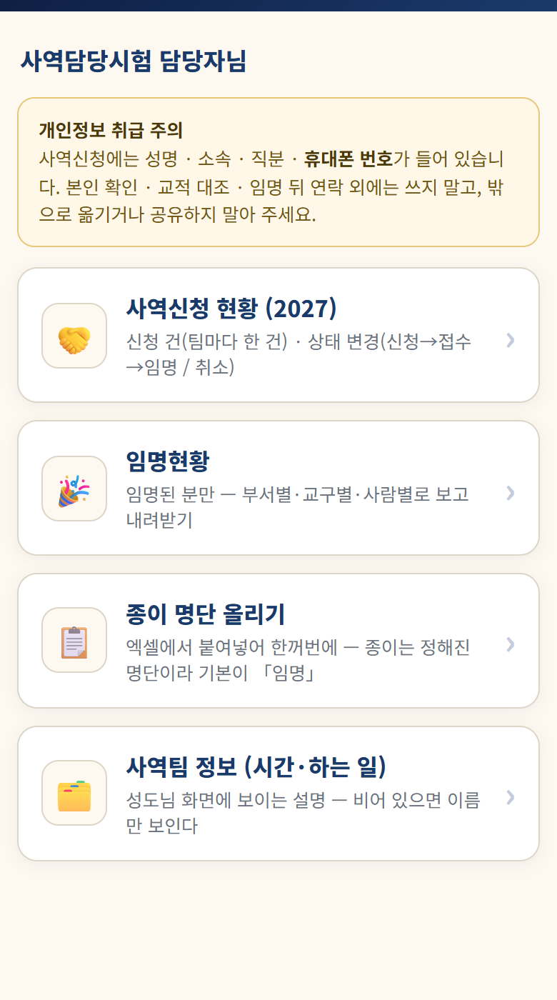 사역담당시험 담당자님
개인정보 취급 주의
사역신청에는 성명 · 소속 · 직분 · 휴대폰 번호가 들어 있습니
다. 본인 확인 · 교적 대조 · 임명 뒤 연락 외에는 쓰지 말고, 밖
으로 옮기거나 공유하지 말아 주세요.
사역신청 현황 (2027)
신청 건(팀마다 한 건) · 상태 변경(신청→접수
→임명 / 취소)
임명현황
임명된 분만 — 부서별·교구별·사람별로 보고
내려받기
종이 명단 올리기
엑셀에서 붙여넣어 한꺼번에 — 종이는 정해진
명단이라 기본이 「임명」
사역팀 정보 (시간·하는 일)
성도님 화면에 보이는 설명 — 비어 있으면 이름
만 보인다